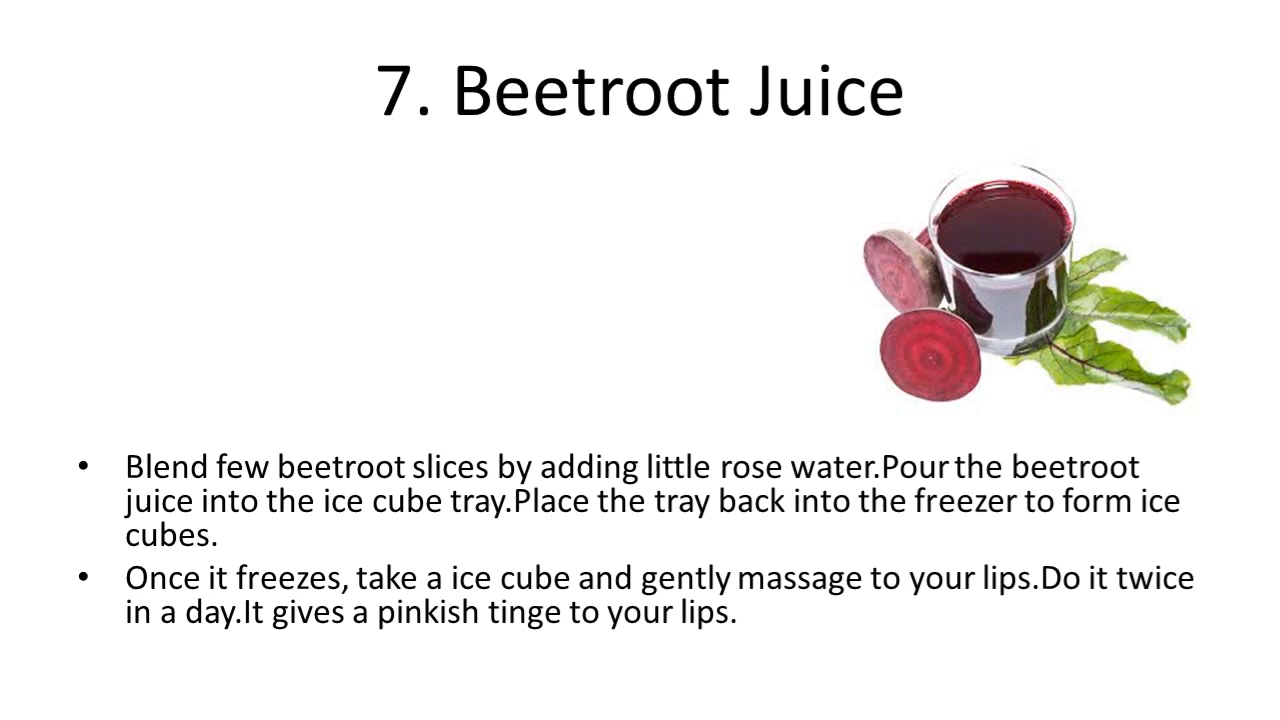 7. Beetroot Juice
• Blend few beetroot slices by adding little rose water.Pour the beetroot
juice into the ice cube tray.Place the tray back into the freezer to form ice
cubes.
• Once it freezes, take a ice cube and gently massage to your lips.Do it twice
in a day.It gives a pinkish tinge to your lips.